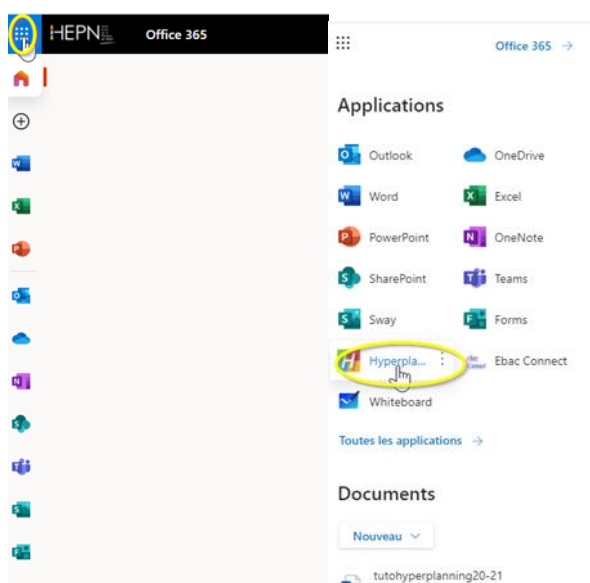 HEPN Office 365
Office 365 →
Applications
Outlook OneDrive
Word Excel
PowerPoint OneNote
SharePoint Teams
Sway Forms
Hyperpla... Ebac Connect
Whiteboard
Toutes les applications →
Documents
Nouveau
tutohyperplanning20-21